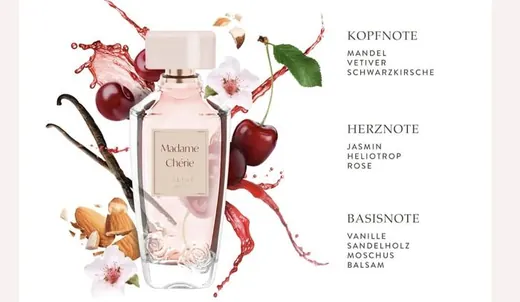 Madame
Chérie
KOPFNOTE
MANDEL
VETIVER
SCHWARZKIRSCHE
HERZNOTE
JASMIN
HELIOTROP
ROSE
BASISNOTE
VANILLE
SANDELHOLZ
MOSCHUS
BALSAM